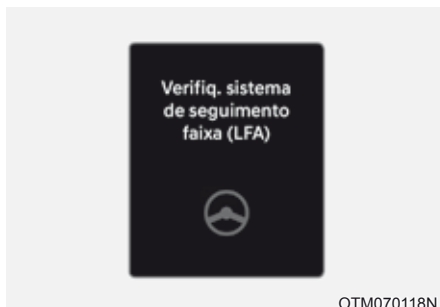 Verifiq. sistema
de seguimento
faixa (LFA)
OTM070118N